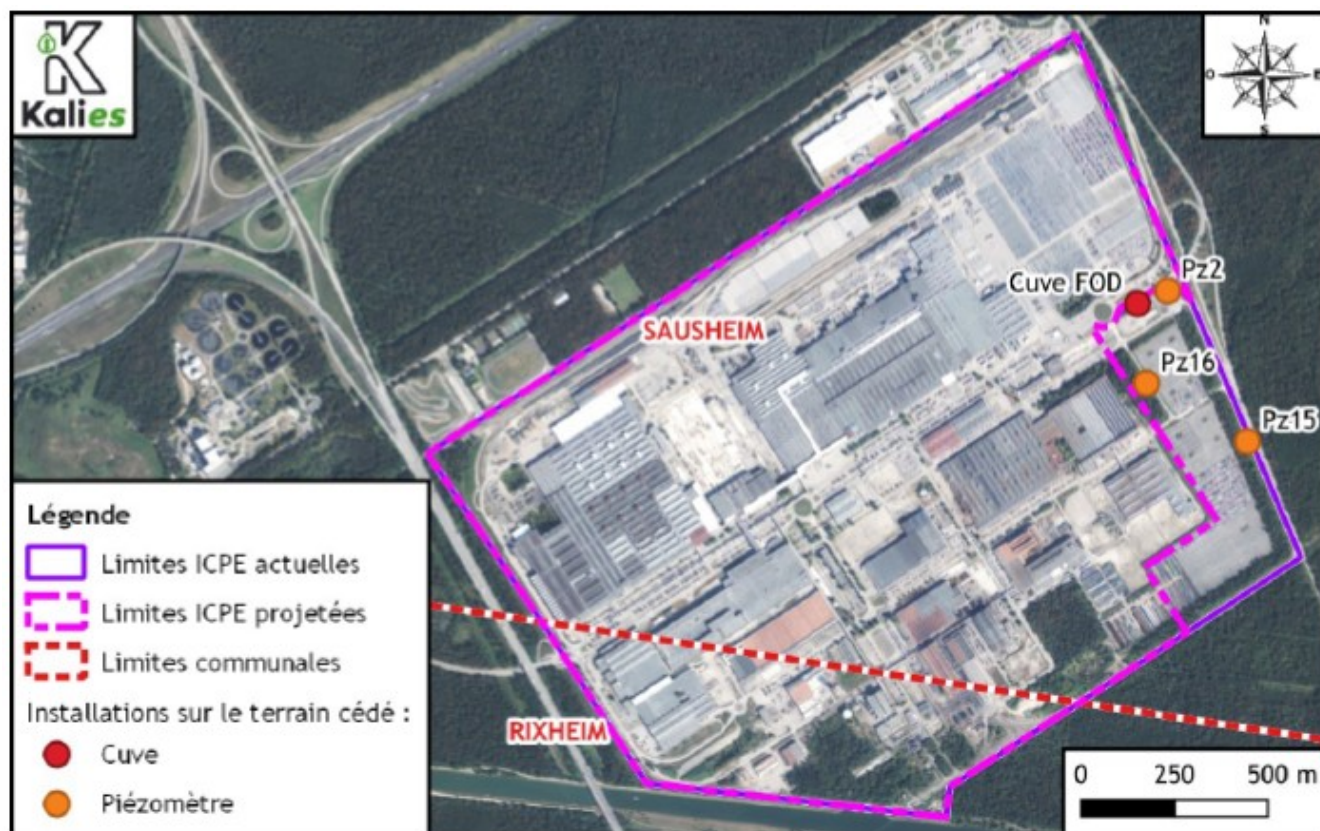 Kalies
N
O
E
S
Cuve FOD
Pz2
SAUSHEIM
Pz16
Pz15
Légende
Limites ICPE actuelles
Limites ICPE projetées
Limites communales
Installations sur le terrain cédé :
Cuve
Piézomètre
RIXHEIM
0 250 500 m